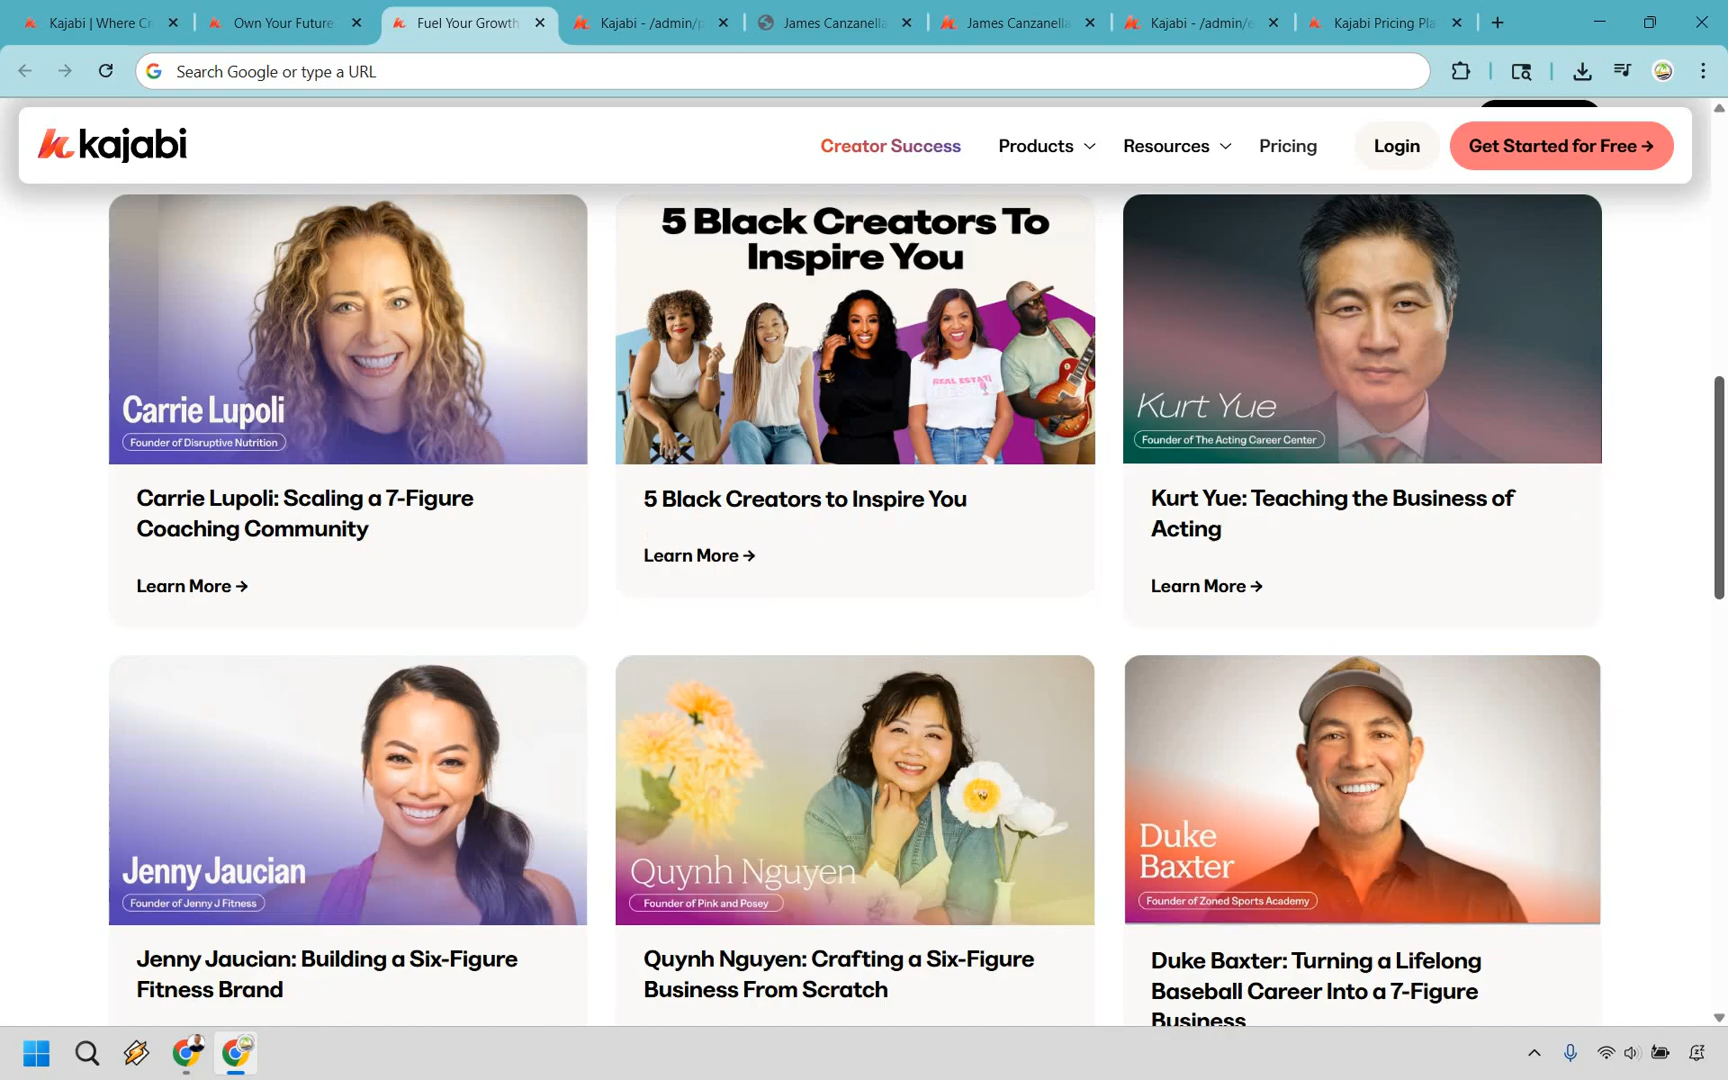 Kajabi | Where Cr
Own Your Future
Fuel Your Growth
Kajabi - /admin/p
James Canzanella
James Canzanella
Kajabi - /admin/e
Kajabi Pricing Pla
Search Google or type a URL
kajabi
Creator Success
Products
Resources
Pricing
Login
Get Started for Free →
Carrie Lupoli
Founder of Disruptive Nutrition
5 Black Creators To
Inspire You
REAL ESTATE
Kurt Yue
Founder of The Acting Career Center
Carrie Lupoli: Scaling a 7-Figure
Coaching Community
Learn More →
5 Black Creators to Inspire You
Learn More →
Kurt Yue: Teaching the Business of
Acting
Learn More →
Jenny Jaucian
Founder of Jenny J Fitness
Quynh Nguyen
Founder of Pink and Posey
Duke
Baxter
Founder of Zoned Sports Academy
Jenny Jaucian: Building a Six-Figure
Fitness Brand
Quynh Nguyen: Crafting a Six-Figure
Business From Scratch
Duke Baxter: Turning a Lifelong
Baseball Career Into a 7-Figure
Business